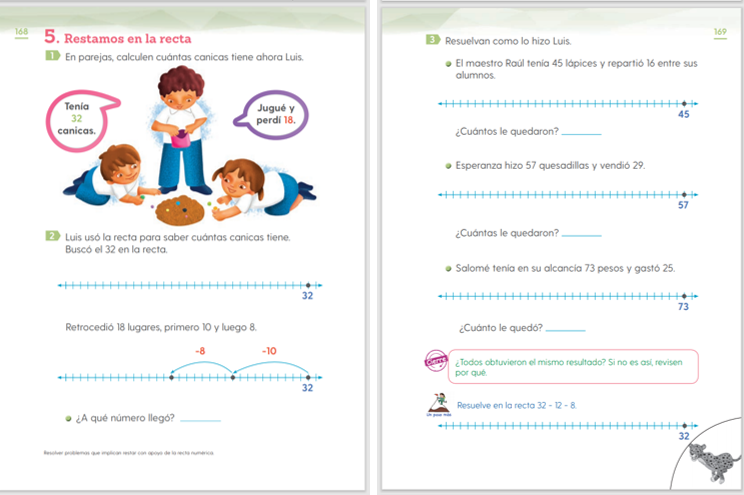 168
5. Restamos en la recta
1 En parejas, calculen cuántas canicas tiene ahora Luis.
Tenía
32
canicas.
Jugué y
perdí 18.
2 Luis usó la recta para saber cuántas canicas tiene.
Buscó el 32 en la recta.
32
Retrocedió 18 lugares, primero 10 y luego 8.
-8 -10
32
¿A qué número llegó?
Resolver problemas que implican restar con apoyo de la recta numérica.
169
3 Resuelvan como lo hizo Luis.
El maestro Raúl tenía 45 lápices y repartió 16 entre sus
alumnos.
45
¿Cuántos le quedaron?
Esperanza hizo 57 quesadillas y vendió 29.
57
¿Cuántas le quedaron?
Salomé tenía en su alcancía 73 pesos y gastó 25.
73
¿Cuánto le quedó?
Cierre
¿Todos obtuvieron el mismo resultado? Si no es así, revisen
por qué.
Un paso más
Resuelve en la recta 32 - 12 - 8.
32